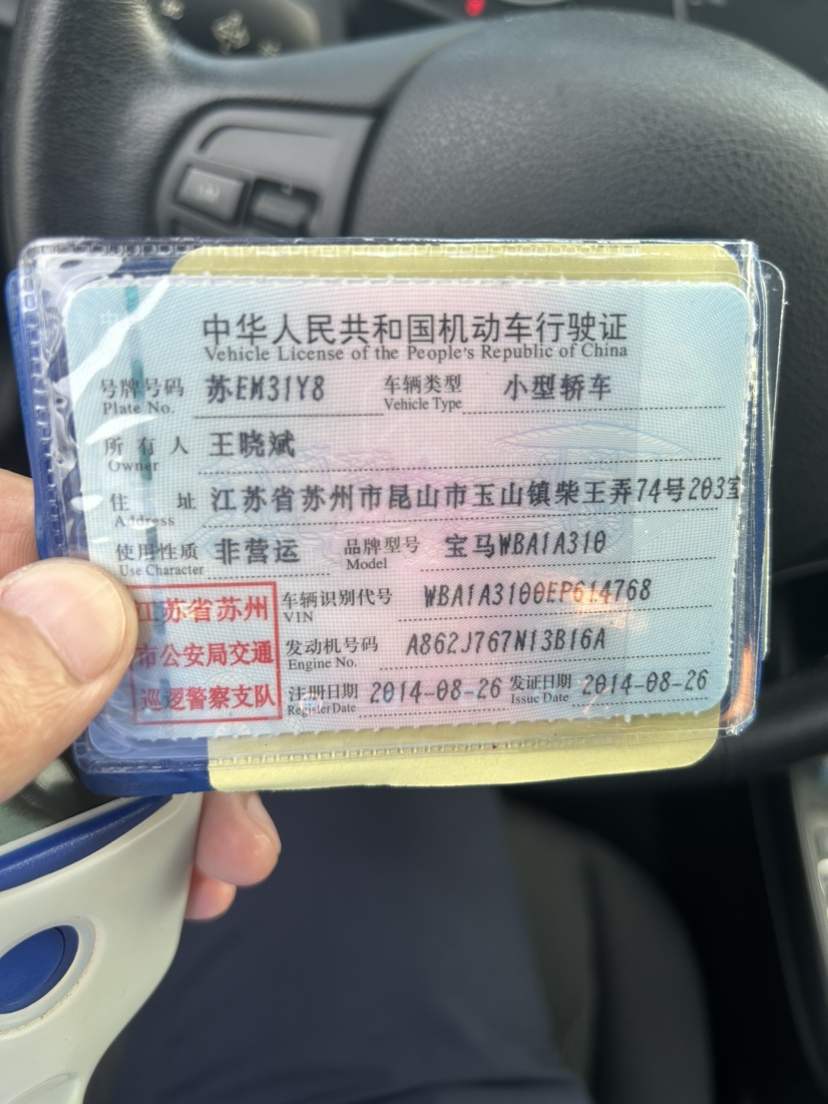 中华人民共和国机动车行驶证
Vehicle License of the People's Republic of China
号牌号码 苏EM31Y8 车辆类型 小型轿车
Plate No. Vehicle Type
所有人 王晓斌
Owner
住址 江苏省苏州市昆山市玉山镇柴王弄74号203室
Address
使用性质 非营运 品牌型号 宝马WBA1A310
Use Character Model
江苏省苏州
市公安局交通
巡逻警察支队
车辆识别代号 WBA1A3100EP614768
VIN
发动机号码 A862J767N13B16A
Engine No.
注册日期 2014-08-26 发证日期 2014-08-26
Register Date Issue Date